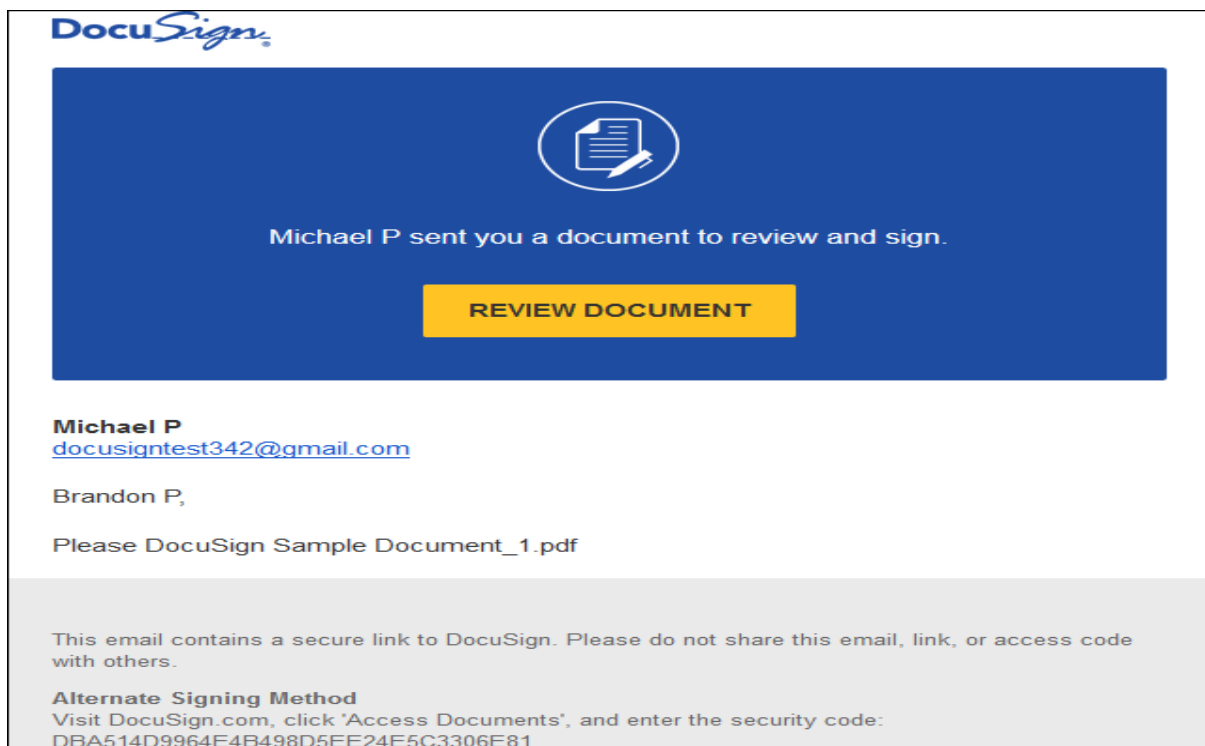 DocuSign
Michael P sent you a document to review and sign.
REVIEW DOCUMENT
Michael P
docusigntest342@gmail.com
Brandon P,
Please DocuSign Sample Document_1.pdf
This email contains a secure link to DocuSign. Please do not share this email, link, or access code
with others.
Alternate Signing Method
Visit DocuSign.com, click 'Access Documents', and enter the security code:
DBA514D9964E4B498D5EE24E5C3306E81